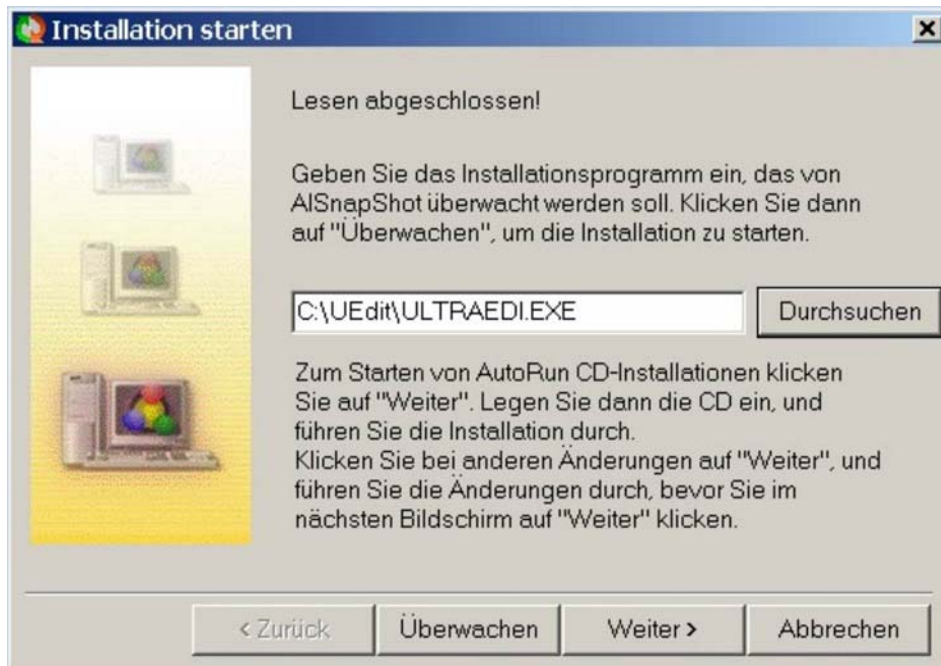 Installation starten
Lesen abgeschlossen!
Geben Sie das Installationsprogramm ein, das von
AISnapShot überwacht werden soll. Klicken Sie dann
auf "Überwachen", um die Installation zu starten.
C:\UEdit\ULTRAEDI.EXE
Durchsuchen
Zum Starten von AutoRun CD-Installationen klicken
Sie auf "Weiter". Legen Sie dann die CD ein, und
führen Sie die Installation durch.
Klicken Sie bei anderen Änderungen auf "Weiter", und
führen Sie die Änderungen durch, bevor Sie im
nächsten Bildschirm auf "Weiter" klicken.
< Zurück
Überwachen
Weiter >
Abbrechen